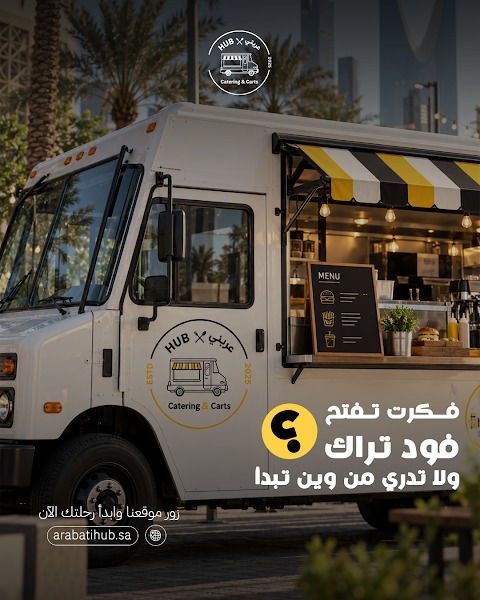 HUB عربتي
2025
Catering & Carts
MENU
HUB عربتي
ESTD 2025
Catering & Carts
فكرت تفتح
فود تراك
ولا تدري من وين تبدأ
؟
زور موقعنا وابدأ رحلتك الآن
arabatihub.sa